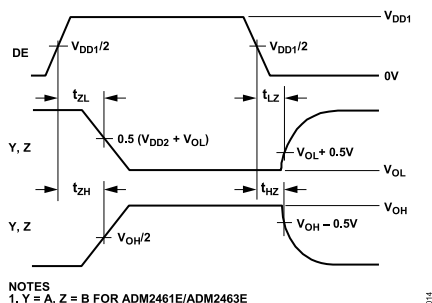 V_DD1
DE
V_DD1/2
V_DD1/2
0V
t_ZL
t_LZ
Y, Z
0.5 (V_DD2 + V_OL)
V_OL + 0.5V
V_OL
t_ZH
t_HZ
V_OH
Y, Z
V_OH/2
V_OH – 0.5V
NOTES
1. Y = A, Z = B FOR ADM2461E/ADM2463E
014